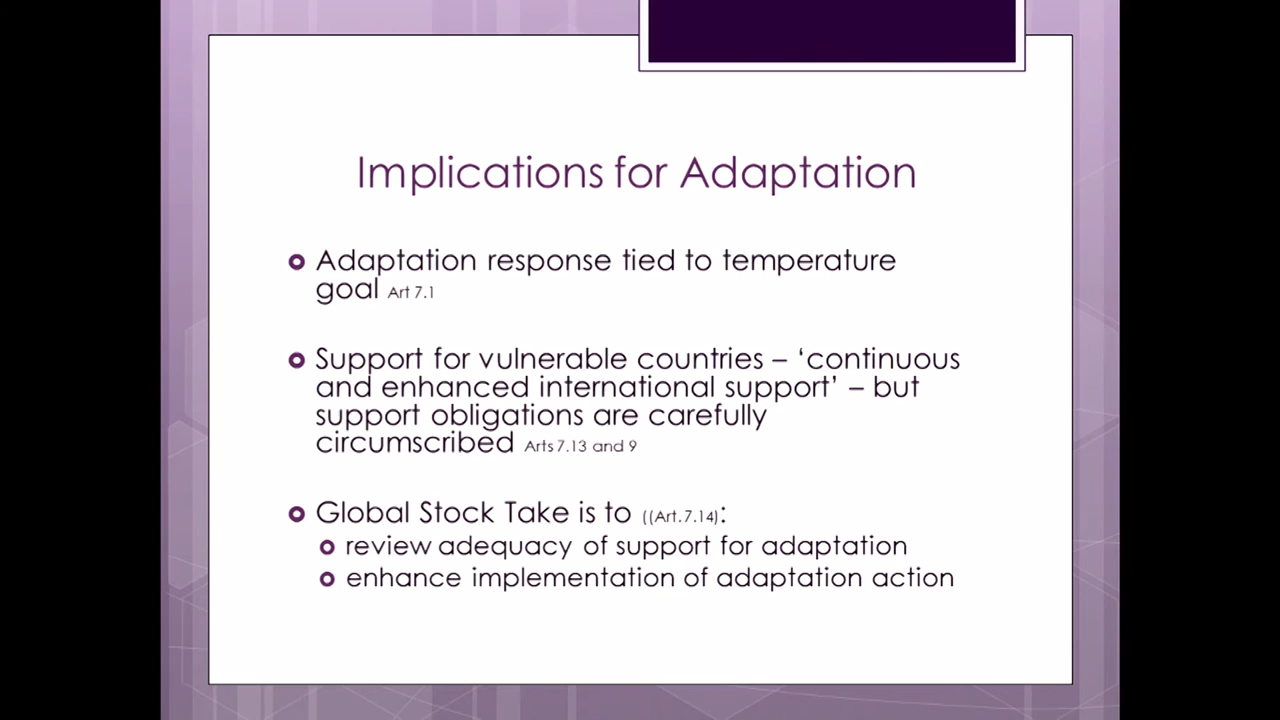 Implications for Adaptation
Adaptation response tied to temperature
goal Art 7.1
Support for vulnerable countries – ‘continuous
and enhanced international support’ – but
support obligations are carefully
circumscribed Arts 7.13 and 9
Global Stock Take is to ((Art.7.14):
review adequacy of support for adaptation
enhance implementation of adaptation action